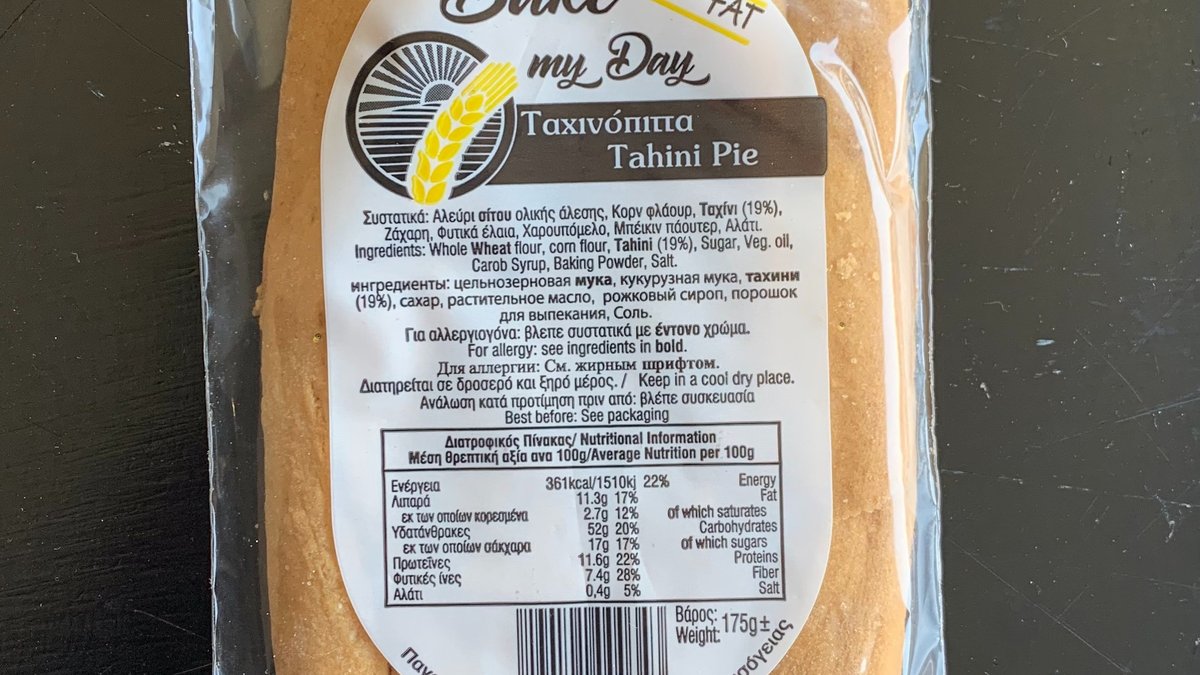 Bake
FAT
my Day
Ταχινόπιττα
Tahini Pie
Συστατικά: Αλεύρι σίτου ολικής άλεσης, Κορν φλάουρ, Ταχίνι (19%),
Ζάχαρη, Φυτικά έλαια, Χαρουπόμελο, Μπέικιν πάουτερ, Αλάτι.
Ingredients: Whole Wheat flour, corn flour, Tahini (19%), Sugar, Veg. oil,
Carob Syrup, Baking Powder, Salt.
ингредиенты: цельнозерновая мука, кукурузная мука, тахини
(19%), сахар, растительное масло, рожковый сироп, порошок
для выпекания, Соль.
Για αλλεργιογόνα: βλεπε συστατικά με έντονο χρώμα.
For allergy: see ingredients in bold.
Для аллергии: См. жирным шрифтом.
Διατηρείται σε δροσερό και ξηρό μέρος. / Keep in a cool dry place.
Ανάλωση κατά προτίμηση πριν από: βλέπε συσκευασία
Best before: See packaging
Διατροφικός Πίνακας/ Nutritional Information
Μέση θρεπτική αξία ανα 100g/Average Nutrition per 100g
Ενέργεια 361kcal/1510kj 22% Energy
Λιπαρά 11.3g 17% Fat
εκ των οποίων κορεσμένα 2.7g 12% of which saturates
Υδατάνθρακες 52g 20% Carbohydrates
εκ των οποίων σάκχαρα 17g 17% of which sugars
Πρωτεΐνες 11.6g 22% Proteins
Φυτικές ίνες 7.4g 28% Fiber
Αλάτι 0,4g 5% Salt
Βάρος:
Weight: 175g±